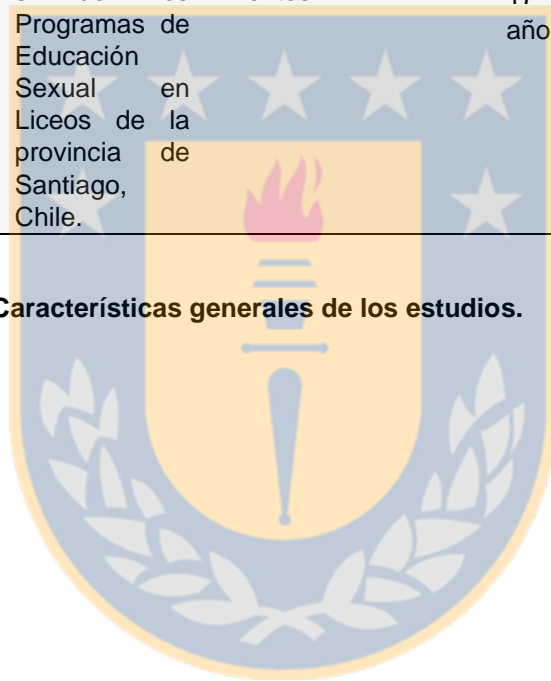 Programas de
año
Educación
Sexual en
Liceos de la
provincia de
Santiago,
Chile.
Características generales de los estudios.